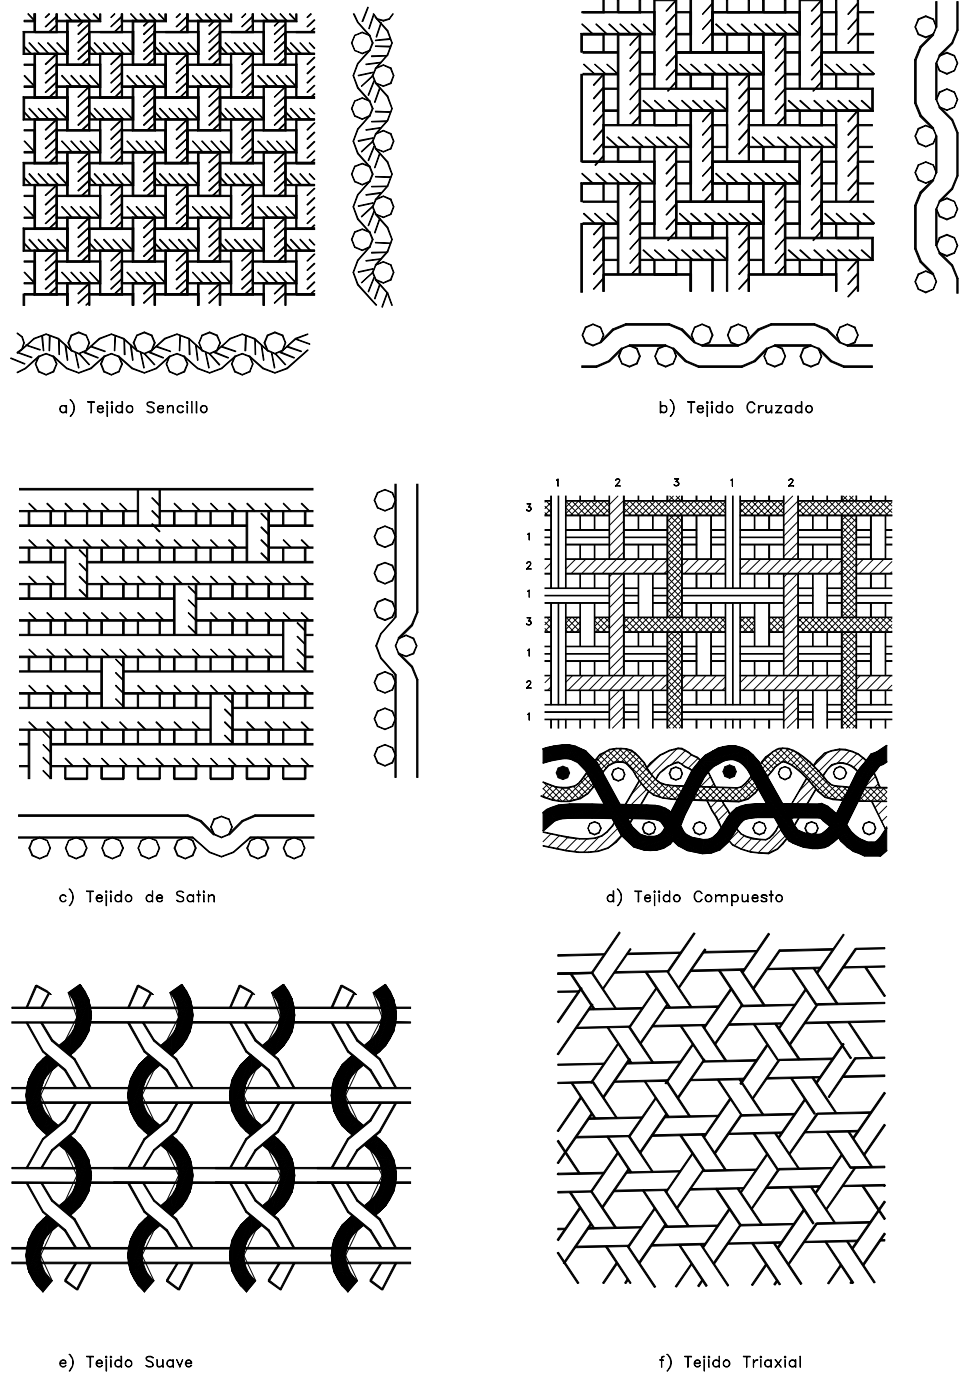 a) Tejido Sencillo
b) Tejido Cruzado
1 2 3 1 2
3
1
2
1
3
1
2
1
c) Tejido de Satin
d) Tejido Compuesto
e) Tejido Suave
f) Tejido Triaxial